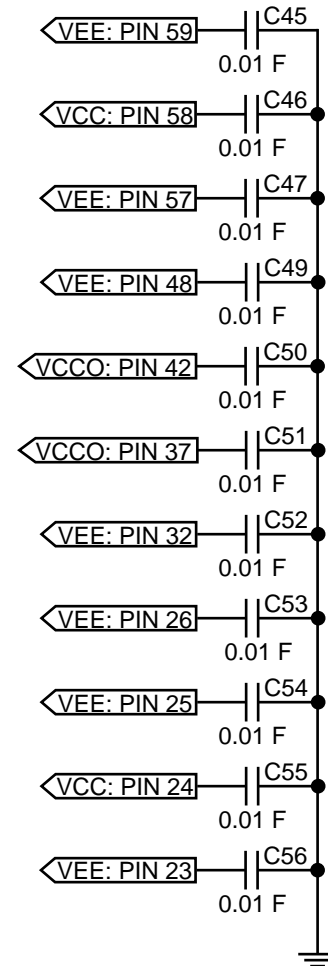 VEE: PIN 59
C45
0.01 F
VCC: PIN 58
C46
0.01 F
VEE: PIN 57
C47
0.01 F
VEE: PIN 48
C49
0.01 F
VCCO: PIN 42
C50
0.01 F
VCCO: PIN 37
C51
0.01 F
VEE: PIN 32
C52
0.01 F
VEE: PIN 26
C53
0.01 F
VEE: PIN 25
C54
0.01 F
VCC: PIN 24
C55
0.01 F
VEE: PIN 23
C56
0.01 F